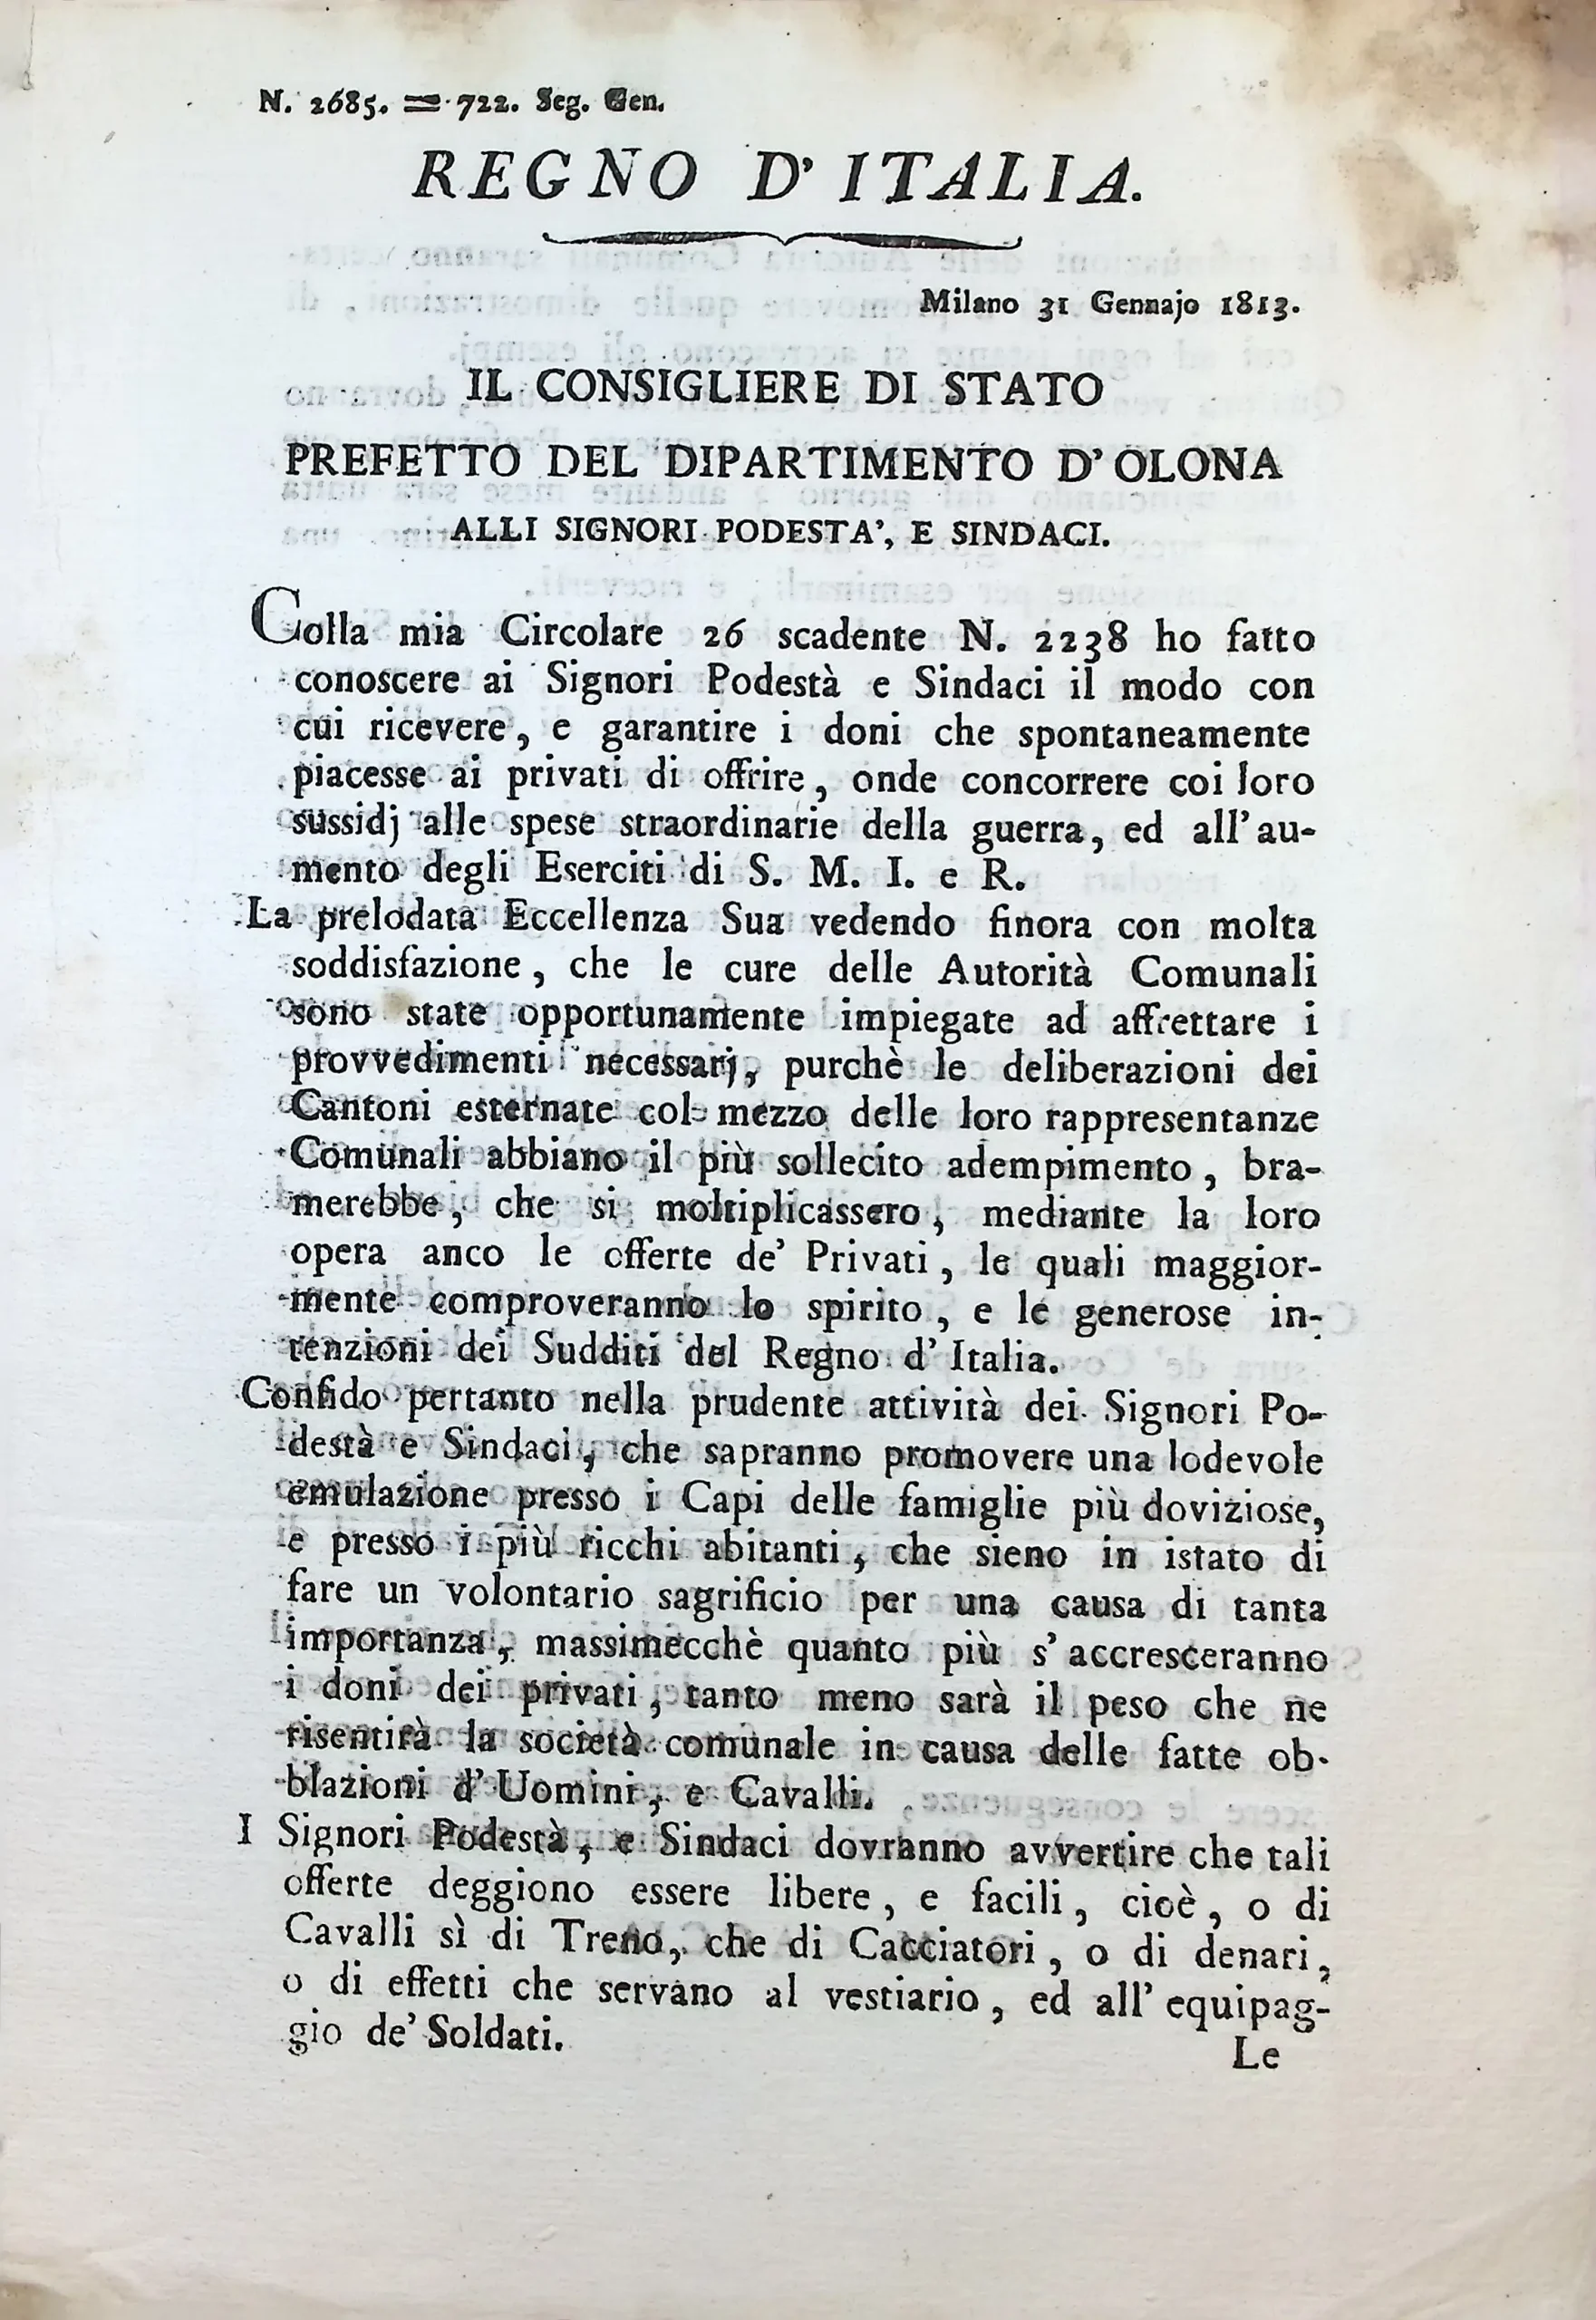 N. 2685. = 722. Seg. Gen.
REGNO D' ITALIA.
Milano 31 Gennajo 1813.
IL CONSIGLIERE DI STATO
PREFETTO DEL DIPARTIMENTO D' OLONA
ALLI SIGNORI PODESTA', E SINDACI.
Colla mia Circolare 26 scadente N. 2238 ho fatto
conoscere ai Signori Podestà e Sindaci il modo con
cui ricevere, e garantire i doni che spontaneamente
piacesse ai privati di offrire, onde concorrere coi loro
sussidj alle spese straordinarie della guerra, ed all' au-
mento degli Eserciti di S. M. I. e R.
La prelodata Eccellenza Sua vedendo finora con molta
soddisfazione, che le cure delle Autorità Comunali
sono state opportunamente impiegate ad affrettare i
provvedimenti necessarj, purchè le deliberazioni dei
Cantoni esternate col mezzo delle loro rappresentanze
Comunali abbiano il più sollecito adempimento, bra-
merebbe, che si moltiplicassero, mediante la loro
opera anco le offerte de' Privati, le quali maggior-
mente comproveranno lo spirito, e le generose in-
tenzioni dei Sudditi del Regno d' Italia.
Confido pertanto nella prudente attività dei Signori Po-
destà e Sindaci, che sapranno promovere una lodevole
emulazione presso i Capi delle famiglie più doviziose,
e presso i più ricchi abitanti, che sieno in istato di
fare un volontario sagrificio per una causa di tanta
importanza, massimecchè quanto più s' accresceranno
i doni dei privati, tanto meno sarà il peso che ne
risentirà la società comunale in causa delle fatte ob-
blazioni d' Uomini, e Cavalli.
I Signori Podestà, e Sindaci dovranno avvertire che tali
offerte deggiono essere libere, e facili, cioè, o di
Cavalli sì di Treno, che di Cacciatori, o di denari,
o di effetti che servano al vestiario, ed all' equipag-
gio de' Soldati.
Le